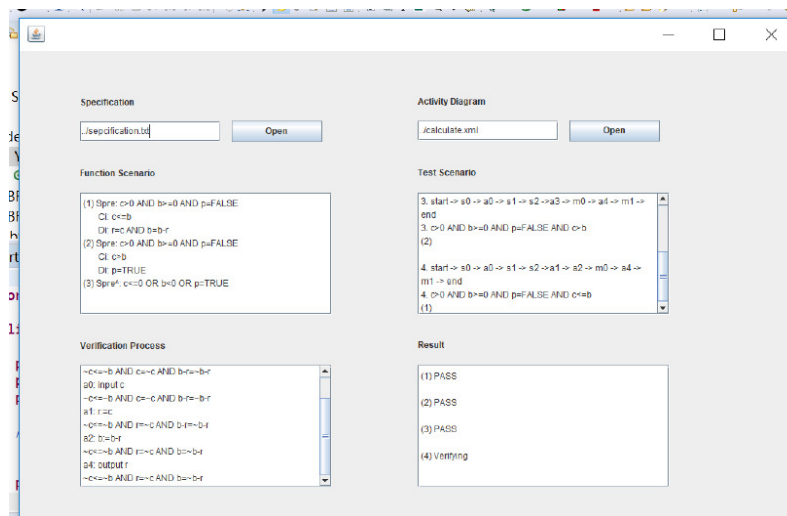 Specification
../sepcification.txt
Open
Activity Diagram
./calculate.xml
Open
Function Scenario
(1) Spre: c>0 AND b>=0 AND p=FALSE
Ci: c<=b
Di: r=c AND b=b-r
(2) Spre: c>0 AND b>=0 AND p=FALSE
Ci: c>b
Di: p=TRUE
(3) Spre^: c<=0 OR b<0 OR p=TRUE
Test Scenario
3. start -> s0 -> a0 -> s1 -> s2 ->a3 -> m0 -> a4 -> m1 ->
end
3. c>0 AND b>=0 AND p=FALSE AND c>b
(2)
4. start -> s0 -> a0 -> s1 -> s2 ->a1 -> a2 -> m0 -> a4 ->
m1 -> end
4. c>0 AND b>=0 AND p=FALSE AND c<=b
(1)
Verification Process
~c<=~b AND c=~c AND b-r=~b-r
a0: input c
~c<=~b AND c=~c AND b-r=~b-r
a1: r:=c
~c<=~b AND r=~c AND b-r=~b-r
a2: b:=b-r
~c<=~b AND r=~c AND b=~b-r
a4: output r
~c<=~b AND r=~c AND b=~b-r
Result
(1) PASS
(2) PASS
(3) PASS
(4) Verifying